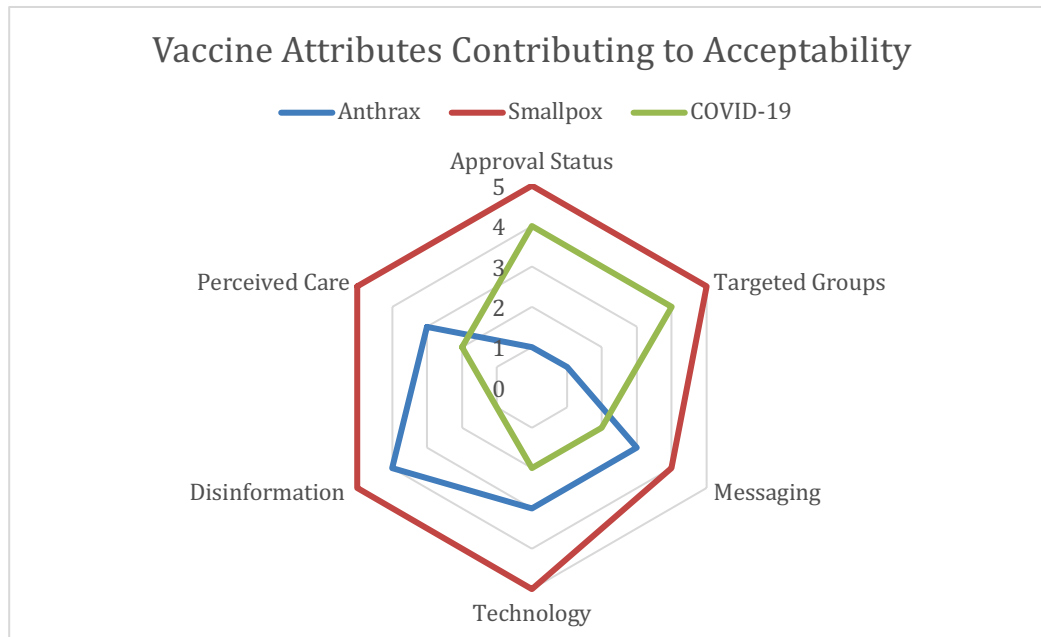 Vaccine Attributes Contributing to Acceptability
Anthrax Smallpox COVID-19
Approval Status
5
4
3
2
1
0
Perceived Care
Targeted Groups
Disinformation
Messaging
Technology